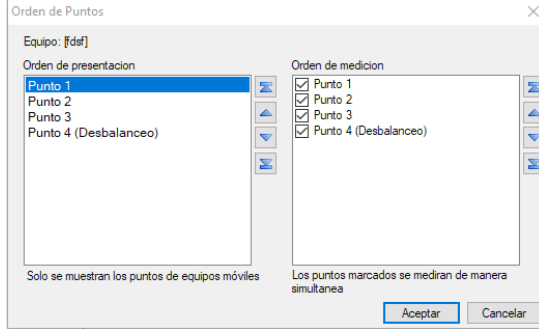 Orden de Puntos
Equipo: [fdsf]
Orden de presentacion
Punto 1
Punto 2
Punto 3
Punto 4 (Desbalanceo)
Solo se muestran los puntos de equipos móviles
Orden de medicion
Punto 1
Punto 2
Punto 3
Punto 4 (Desbalanceo)
Los puntos marcados se mediran de manera
simultanea
Aceptar
Cancelar